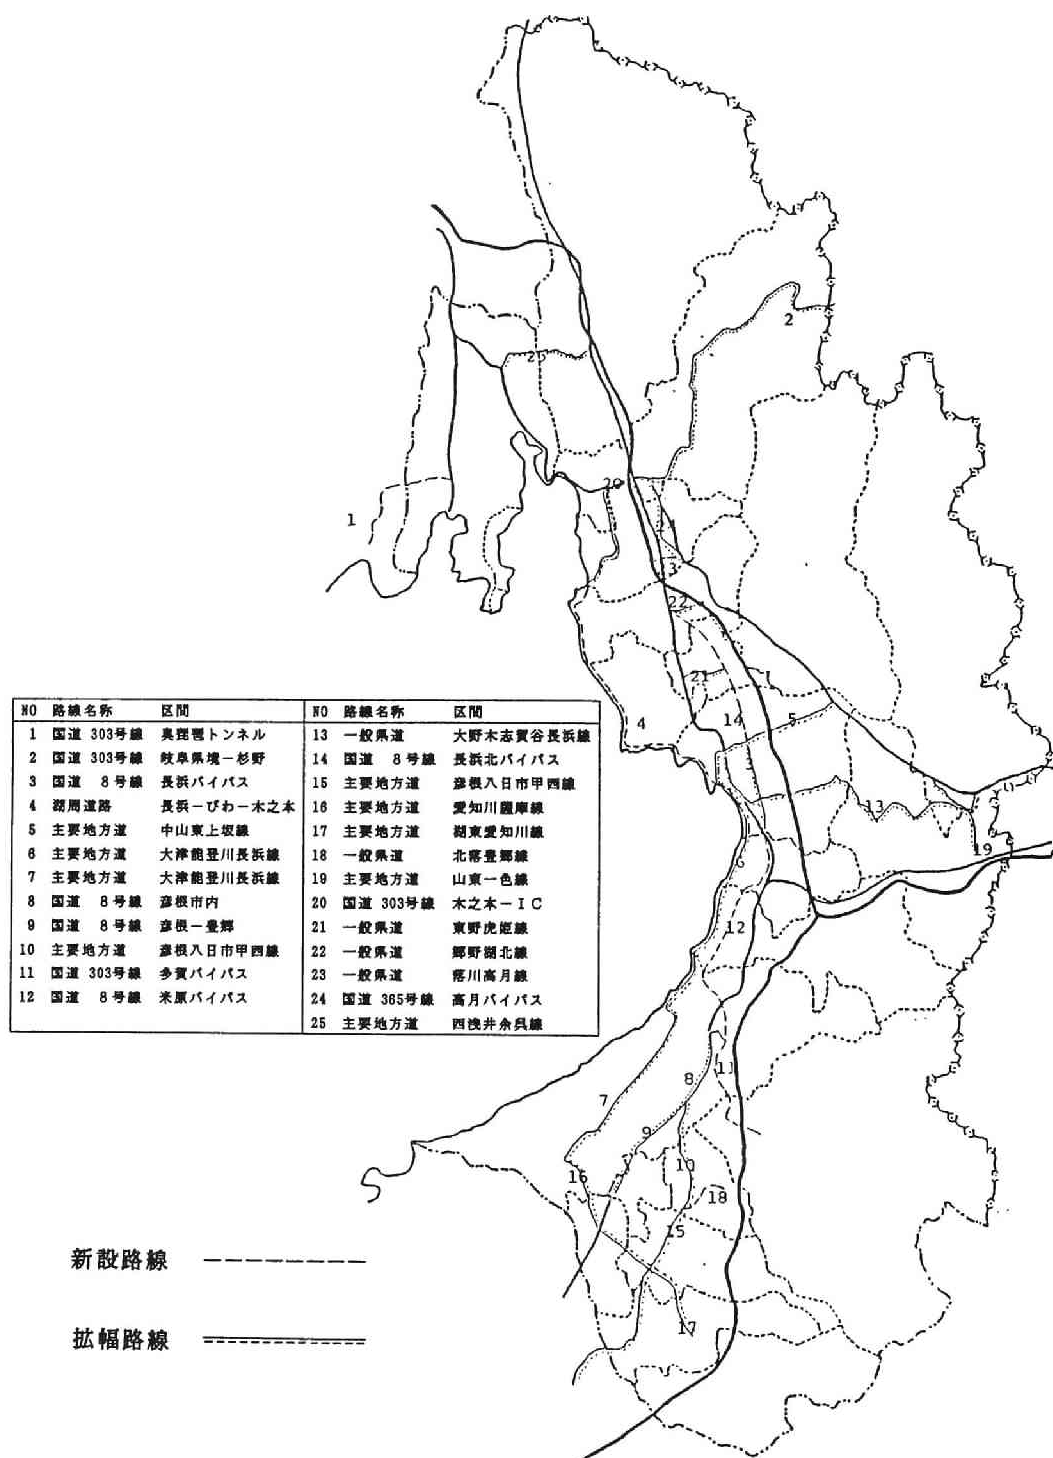 NO 路線名称 区間
1 国道 303号線 奥琵琶トンネル
2 国道 303号線 岐阜県境－杉野
3 国道 8号線 長浜バイパス
4 湖周道路 長浜－びわ－木之本
5 主要地方道 中山東上坂線
6 主要地方道 大津能登川長浜線
7 主要地方道 大津能登川長浜線
8 国道 8号線 彦根市内
9 国道 8号線 彦根－豊郷
10 主要地方道 彦根八日市甲西線
11 国道 303号線 多賀バイパス
12 国道 8号線 米原バイパス
NO 路線名称 区間
13 一般県道 大野木志賀谷長浜線
14 国道 8号線 長浜北バイパス
15 主要地方道 彦根八日市甲西線
16 主要地方道 愛知川薩摩線
17 主要地方道 湖東愛知川線
18 一般県道 北落豊郷線
19 主要地方道 山東一色線
20 国道 303号線 木之本－IC
21 一般県道 東野虎姫線
22 一般県道 郷野湖北線
23 一般県道 落川高月線
24 国道 365号線 高月バイパス
25 主要地方道 西浅井余呉線
新設路線
拡幅路線
2
25
20
1
22
21
4
14
5
3
13
19
6
12
11
8
7
9
10
16
18
15
17